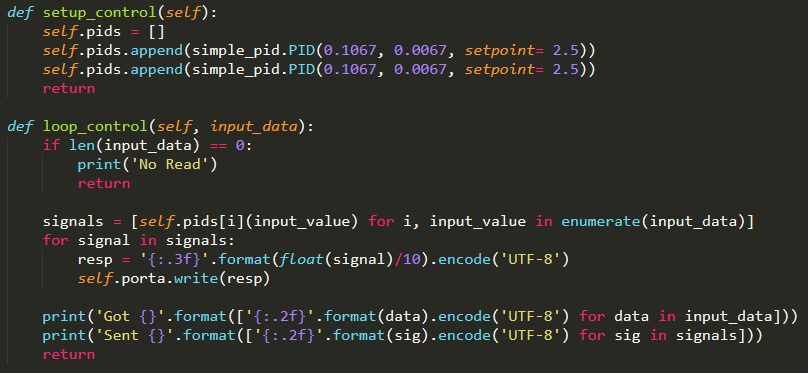 def setup_control(self):
    self.pids = []
    self.pids.append(simple_pid.PID(0.1067, 0.0067, setpoint= 2.5))
    self.pids.append(simple_pid.PID(0.1067, 0.0067, setpoint= 2.5))
    return

def loop_control(self, input_data):
    if len(input_data) == 0:
        print('No Read')
        return

    signals = [self.pids[i](input_value) for i, input_value in enumerate(input_data)]
    for signal in signals:
        resp = '{:.3f}'.format(float(signal)/10).encode('UTF-8')
        self.porta.write(resp)

    print('Got {}'.format(['{:.2f}'.format(data).encode('UTF-8') for data in input_data]))
    print('Sent {}'.format(['{:.2f}'.format(sig).encode('UTF-8') for sig in signals]))
    return